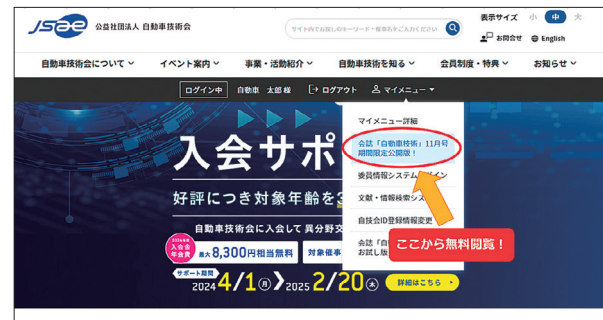 JSAE 公益社団法人 自動車技術会
サイト内でお探しのキーワード・催事名をご入力ください
表示サイズ 小 中 大
お問合せ English
自動車技術会について イベント案内 事業・活動紹介 自動車技術を知る 会員制度・特典 お知らせ
ログイン中 自動車 太郎 様 ログアウト マイメニュー
マイメニュー詳細
会誌「自動車技術」11月号
期間限定公開版！
委員情報システムログイン
文献・情報検索シス
自技会ID登録情報変更
会誌「自
お試し版
ここから無料閲覧！
入会サポ
好評につき対象年齢を
自動車技術会に入会して 異分野交
2024年度
入会金
年会費
最大8,300円相当無料
対象催事
サポート期間
2024 4/1(月) 2025 2/20(木)
詳細はこちら